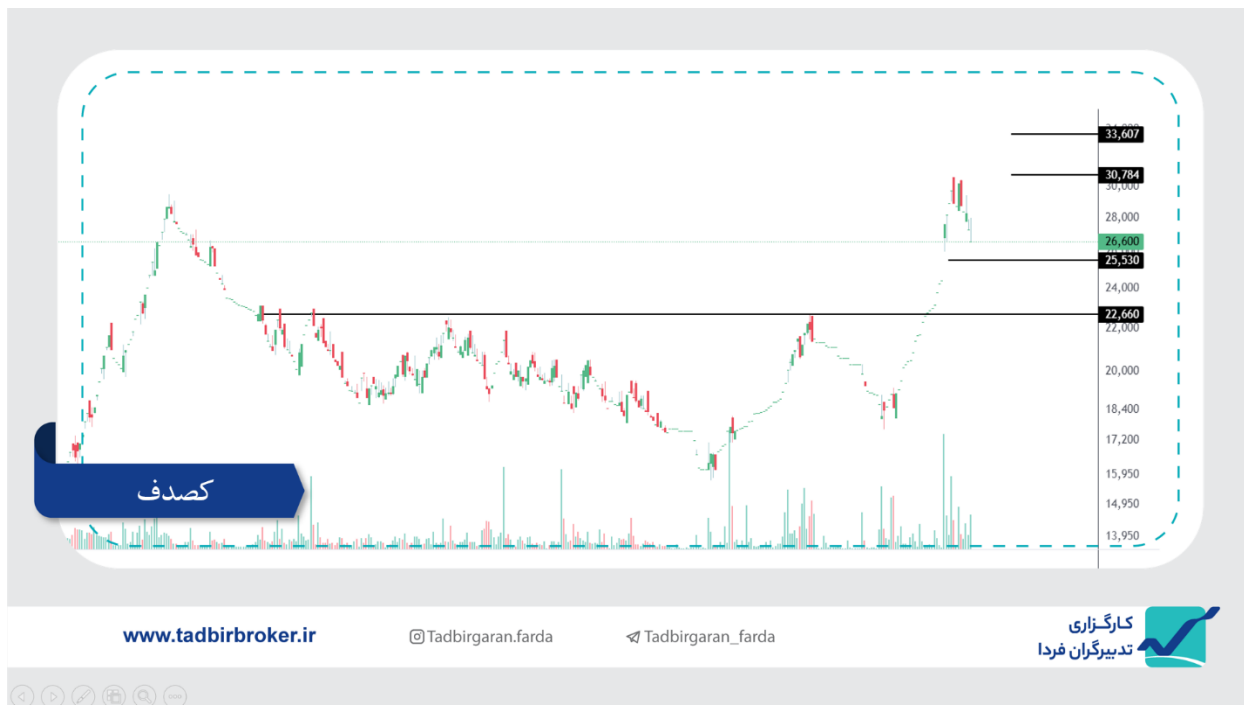 33,607
30,784
30,000
28,000
26,600
25,530
24,000
22,660
22,000
20,000
18,400
17,200
15,950
14,950
13,950
کصدف
www.tadbirbroker.ir
Tadbirgaran.farda
Tadbirgaran_farda
کارگزاری
تدبیرگران فردا